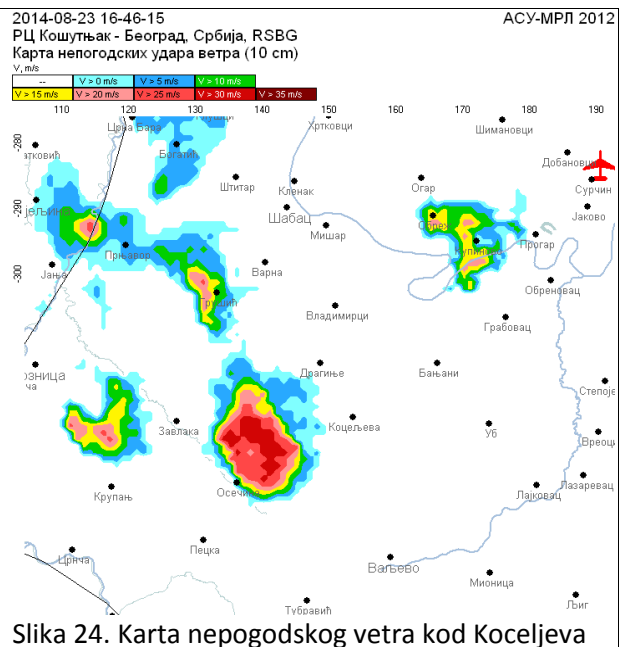 2014-08-23 16-46-15 АСУ-МРЛ 2012
РЦ Кошутњак - Београд, Србија, RSBG
Карта непогодских удара ветра (10 cm)
V, m/s
-- V > 0 m/s V > 5 m/s V > 10 m/s
V > 15 m/s V > 20 m/s V > 25 m/s V > 30 m/s V > 35 m/s
110 120 130 140 150 160 170 180 190
Црна Бара
Хртковци
Шимановци
-280
Богатић
Добановци
Штитар
Кленак
Огар
Сурчин
-290
Шабац
Јаково
Мишар
Обреж
Купиново
Прогар
Прњавор
Јања
Варна
-300
Грушић
Обреновац
Владимирци
Грабовац
Драгиње
Бањани
Коцељева
Завлака
Уб
Крупањ
Осечина
Лајковац
Лазаревац
Црнча
Пецка
Ваљево
Мионица
Тубравић
Љиг
Slika 24. Karta nepogodskog vetra kod Koceljeva